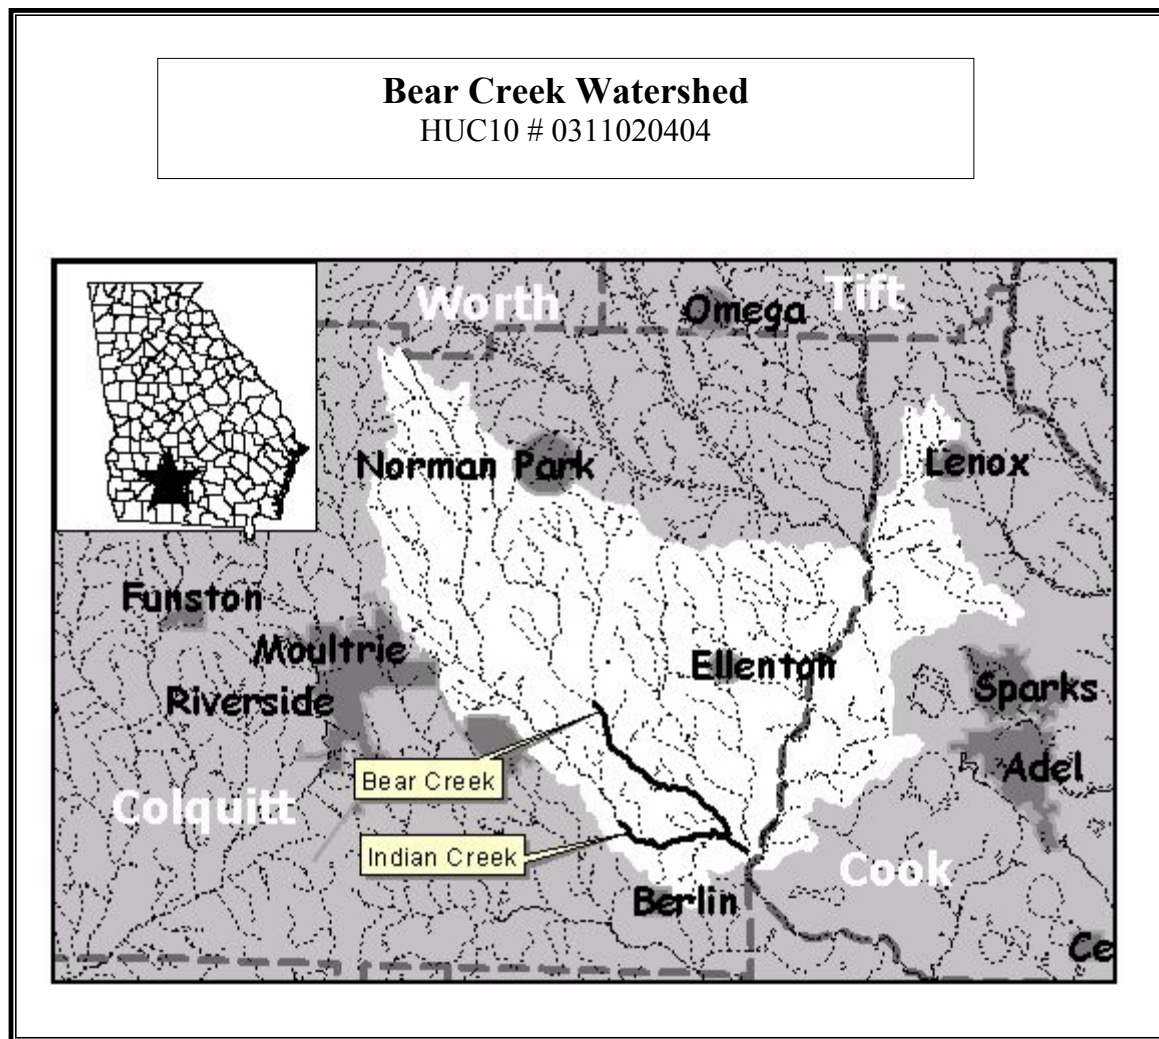 Bear Creek Watershed
HUC10 # 0311020404
Worth
Tift
Omega
Norman Park
Lenox
Funston
Moultrie
Ellenton
Riverside
Sparks
Bear Creek
Adel
Colquitt
Indian Creek
Cook
Berlin
Ce